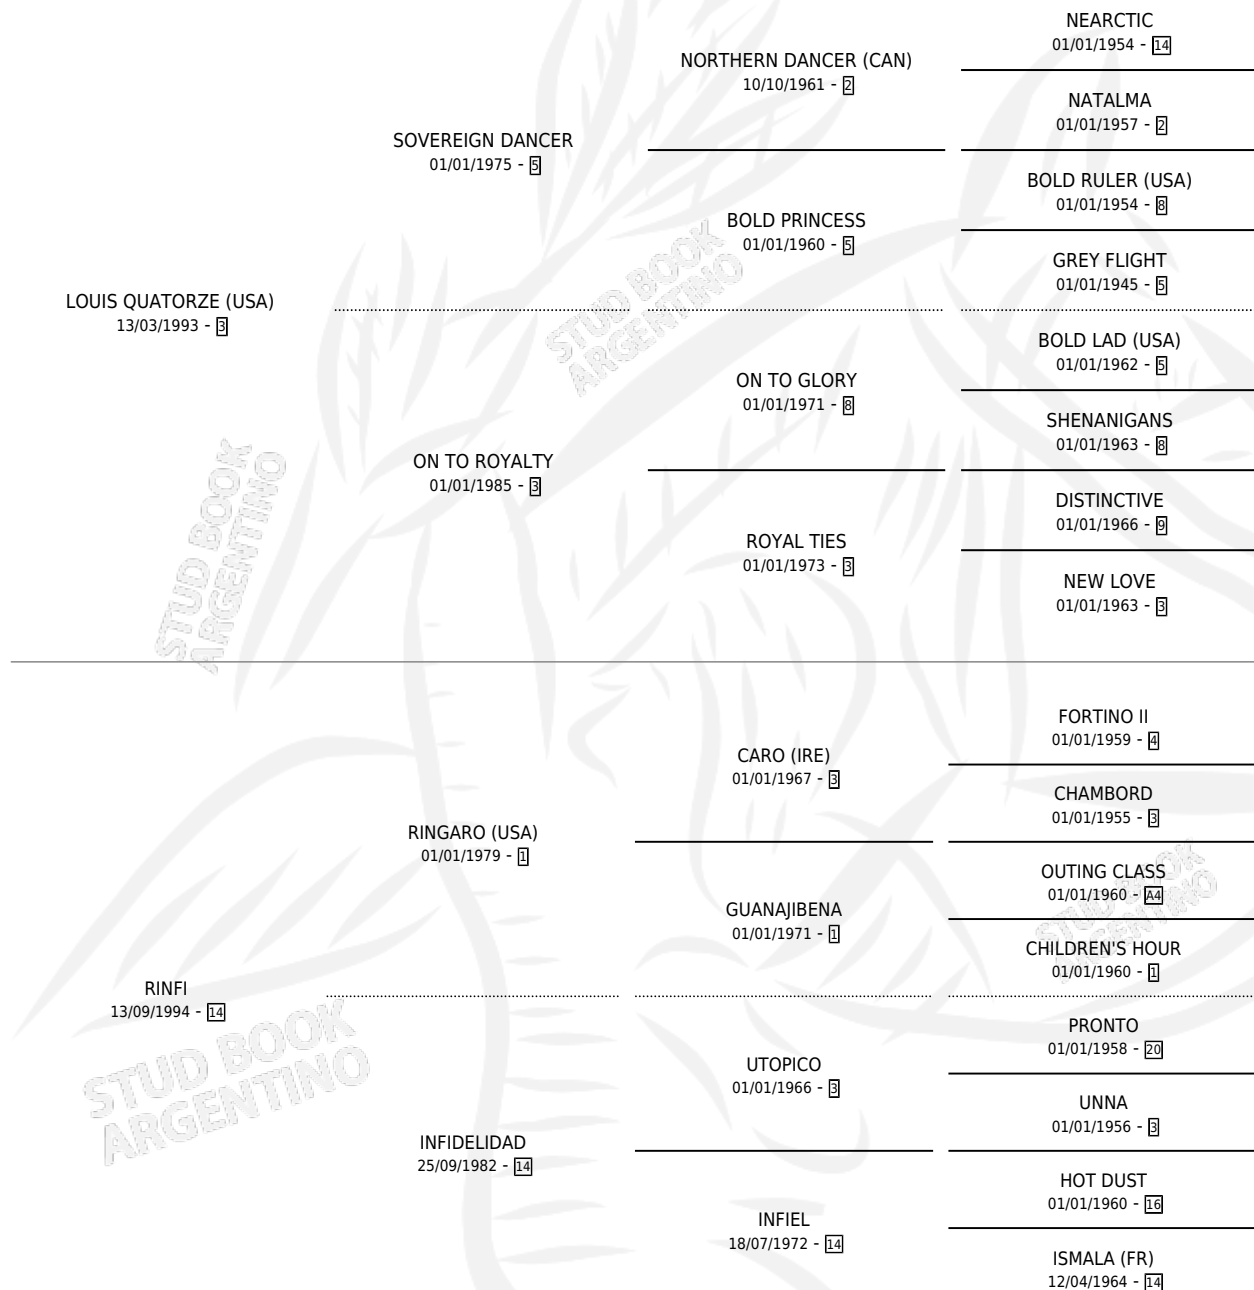 NEARCTIC
01/01/1954 - 14
NORTHERN DANCER (CAN)
10/10/1961 - 2
NATALMA
01/01/1957 - 2
SOVEREIGN DANCER
01/01/1975 - 5
BOLD RULER (USA)
01/01/1954 - 8
BOLD PRINCESS
01/01/1960 - 5
GREY FLIGHT
01/01/1945 - 5
LOUIS QUATORZE (USA)
13/03/1993 - 3
BOLD LAD (USA)
01/01/1962 - 5
ON TO GLORY
01/01/1971 - 8
SHENANIGANS
01/01/1963 - 8
ON TO ROYALTY
01/01/1985 - 3
DISTINCTIVE
01/01/1966 - 9
ROYAL TIES
01/01/1973 - 3
NEW LOVE
01/01/1963 - 3
STUD BOOK
ARGENTINO
STUD BOOK
ARGENTINO
FORTINO II
01/01/1959 - 4
CARO (IRE)
01/01/1967 - 3
CHAMBORD
01/01/1955 - 3
RINGARO (USA)
01/01/1979 - 1
OUTING CLASS
01/01/1960 - A4
GUANAJIBENA
01/01/1971 - 1
CHILDREN'S HOUR
01/01/1960 - 1
RINFI
13/09/1994 - 14
PRONTO
01/01/1958 - 20
UTOPICO
01/01/1966 - 3
UNNA
01/01/1956 - 3
INFIDELIDAD
25/09/1982 - 14
HOT DUST
01/01/1960 - 16
INFIEL
18/07/1972 - 14
ISMALA (FR)
12/04/1964 - 14
STUD BOOK
ARGENTINO
STUD BOOK
ARGENTINO